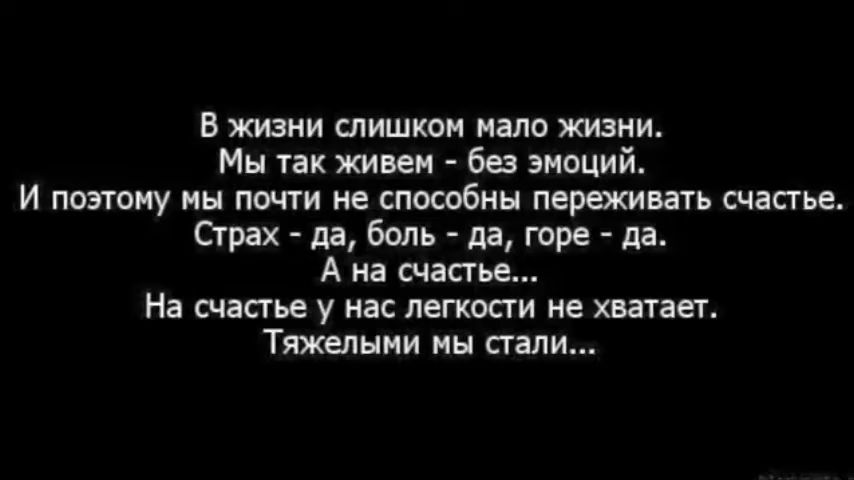 В жизни слишком мало жизни.
Мы так живем - без эмоций.
И поэтому мы почти не способны переживать счастье.
Страх - да, боль - да, горе - да.
А на счастье...
На счастье у нас легкости не хватает.
Тяжелыми мы стали...